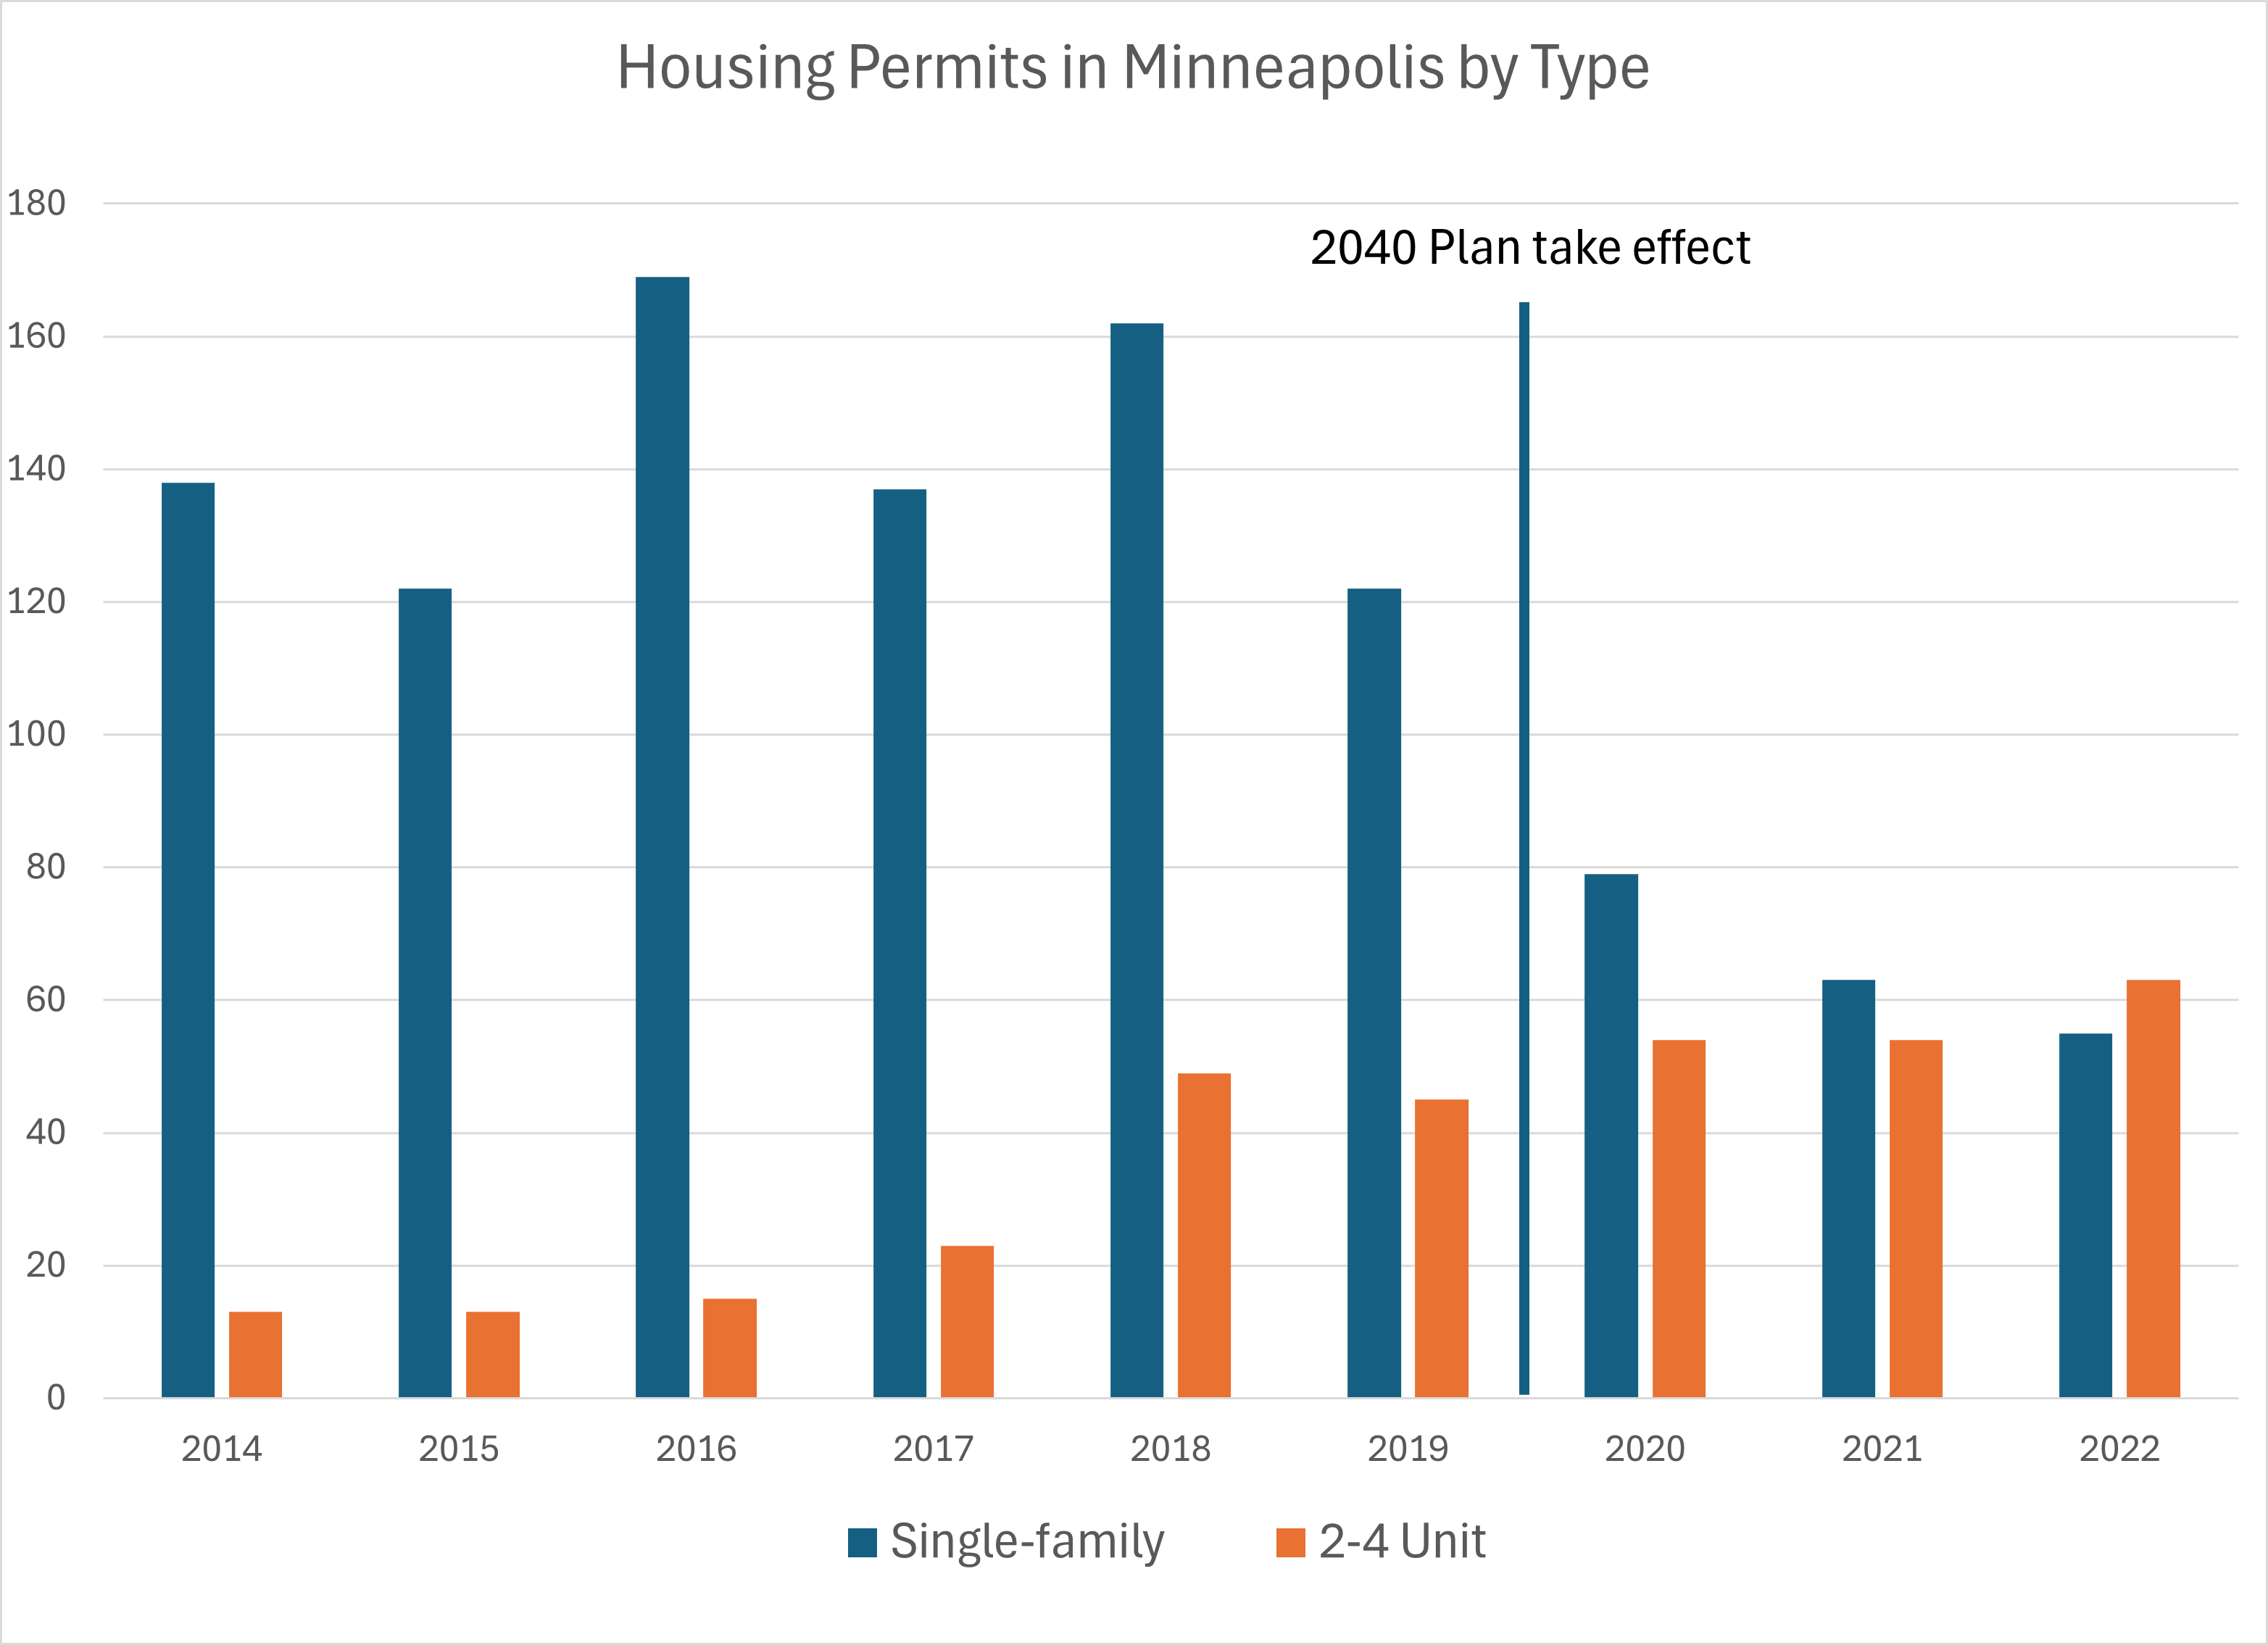 Housing Permits in Minneapolis by Type
180
2040 Plan take effect
160
140
120
100
80
60
40
20
0
2014 2015 2016 2017 2018 2019 2020 2021 2022
Single-family 2-4 Unit